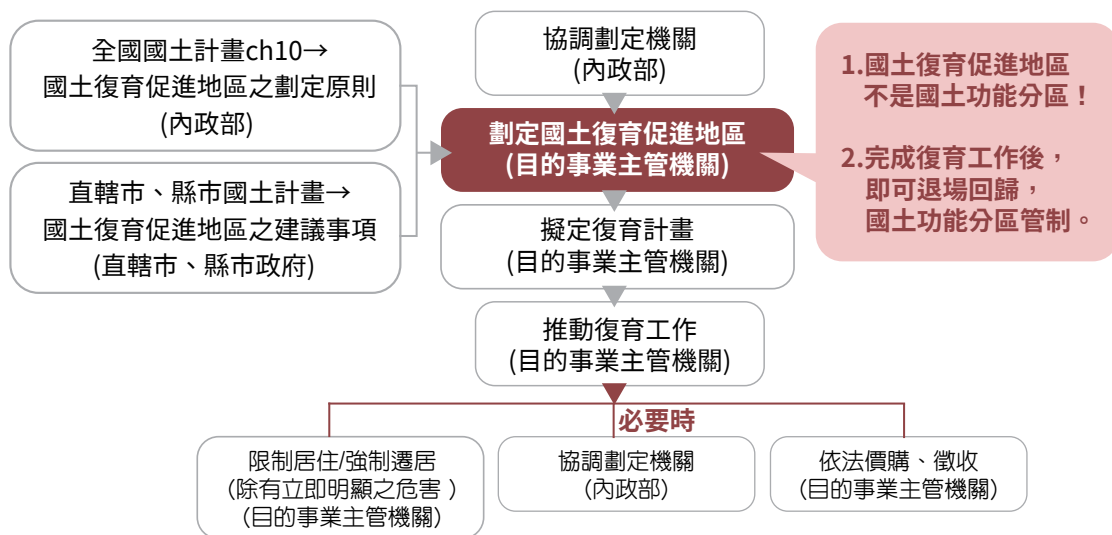 全國國土計畫ch10→
國土復育促進地區之劃定原則
(內政部)
直轄市、縣市國土計畫→
國土復育促進地區之建議事項
(直轄市、縣市政府)
協調劃定機關
(內政部)
劃定國土復育促進地區
(目的事業主管機關)
1.國土復育促進地區
不是國土功能分區！
2.完成復育工作後，
即可退場回歸，
國土功能分區管制。
擬定復育計畫
(目的事業主管機關)
推動復育工作
(目的事業主管機關)
必要時
限制居住/強制遷居
(除有立即明顯之危害)
(目的事業主管機關)
協調劃定機關
(內政部)
依法價購、徵收
(目的事業主管機關)